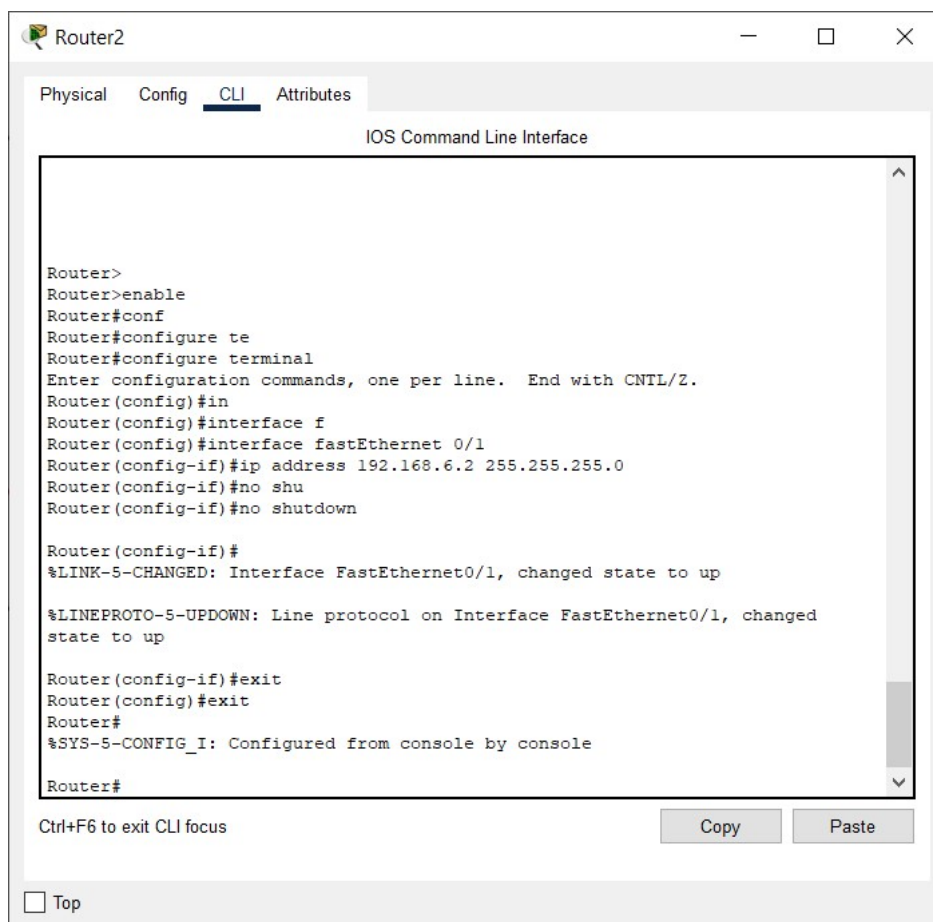 Router2
Physical Config CLI Attributes
IOS Command Line Interface
Router>
Router>enable
Router#conf
Router#configure te
Router#configure terminal
Enter configuration commands, one per line.  End with CNTL/Z.
Router(config)#in
Router(config)#interface f
Router(config)#interface fastEthernet 0/1
Router(config-if)#ip address 192.168.6.2 255.255.255.0
Router(config-if)#no shu
Router(config-if)#no shutdown
Router(config-if)#
%LINK-5-CHANGED: Interface FastEthernet0/1, changed state to up
%LINEPROTO-5-UPDOWN: Line protocol on Interface FastEthernet0/1, changed
state to up
Router(config-if)#exit
Router(config)#exit
Router#
%SYS-5-CONFIG_I: Configured from console by console
Router#
Ctrl+F6 to exit CLI focus
Copy Paste
Top